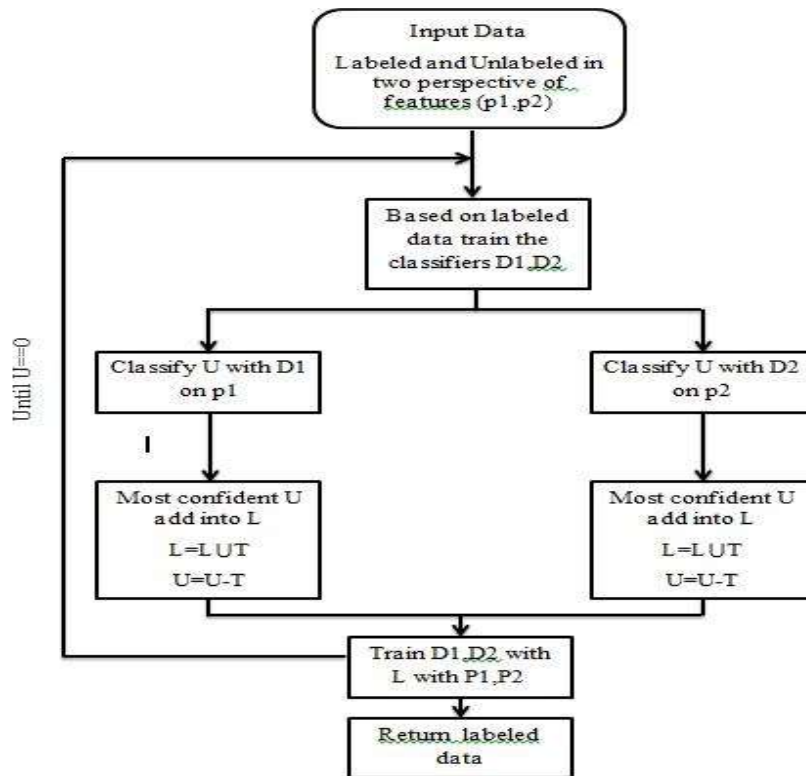 Input Data
Labeled and Unlabeled in
two perspective of
features (p1,p2)
Based on labeled
data train the
classifiers D1,D2
Until U==0
Classify U with D1
on p1
Classify U with D2
on p2
Most confident U
add into L
L=L∪T
U=U-T
Most confident U
add into L
L=L∪T
U=U-T
Train D1,D2 with
L with P1,P2
Return labeled
data